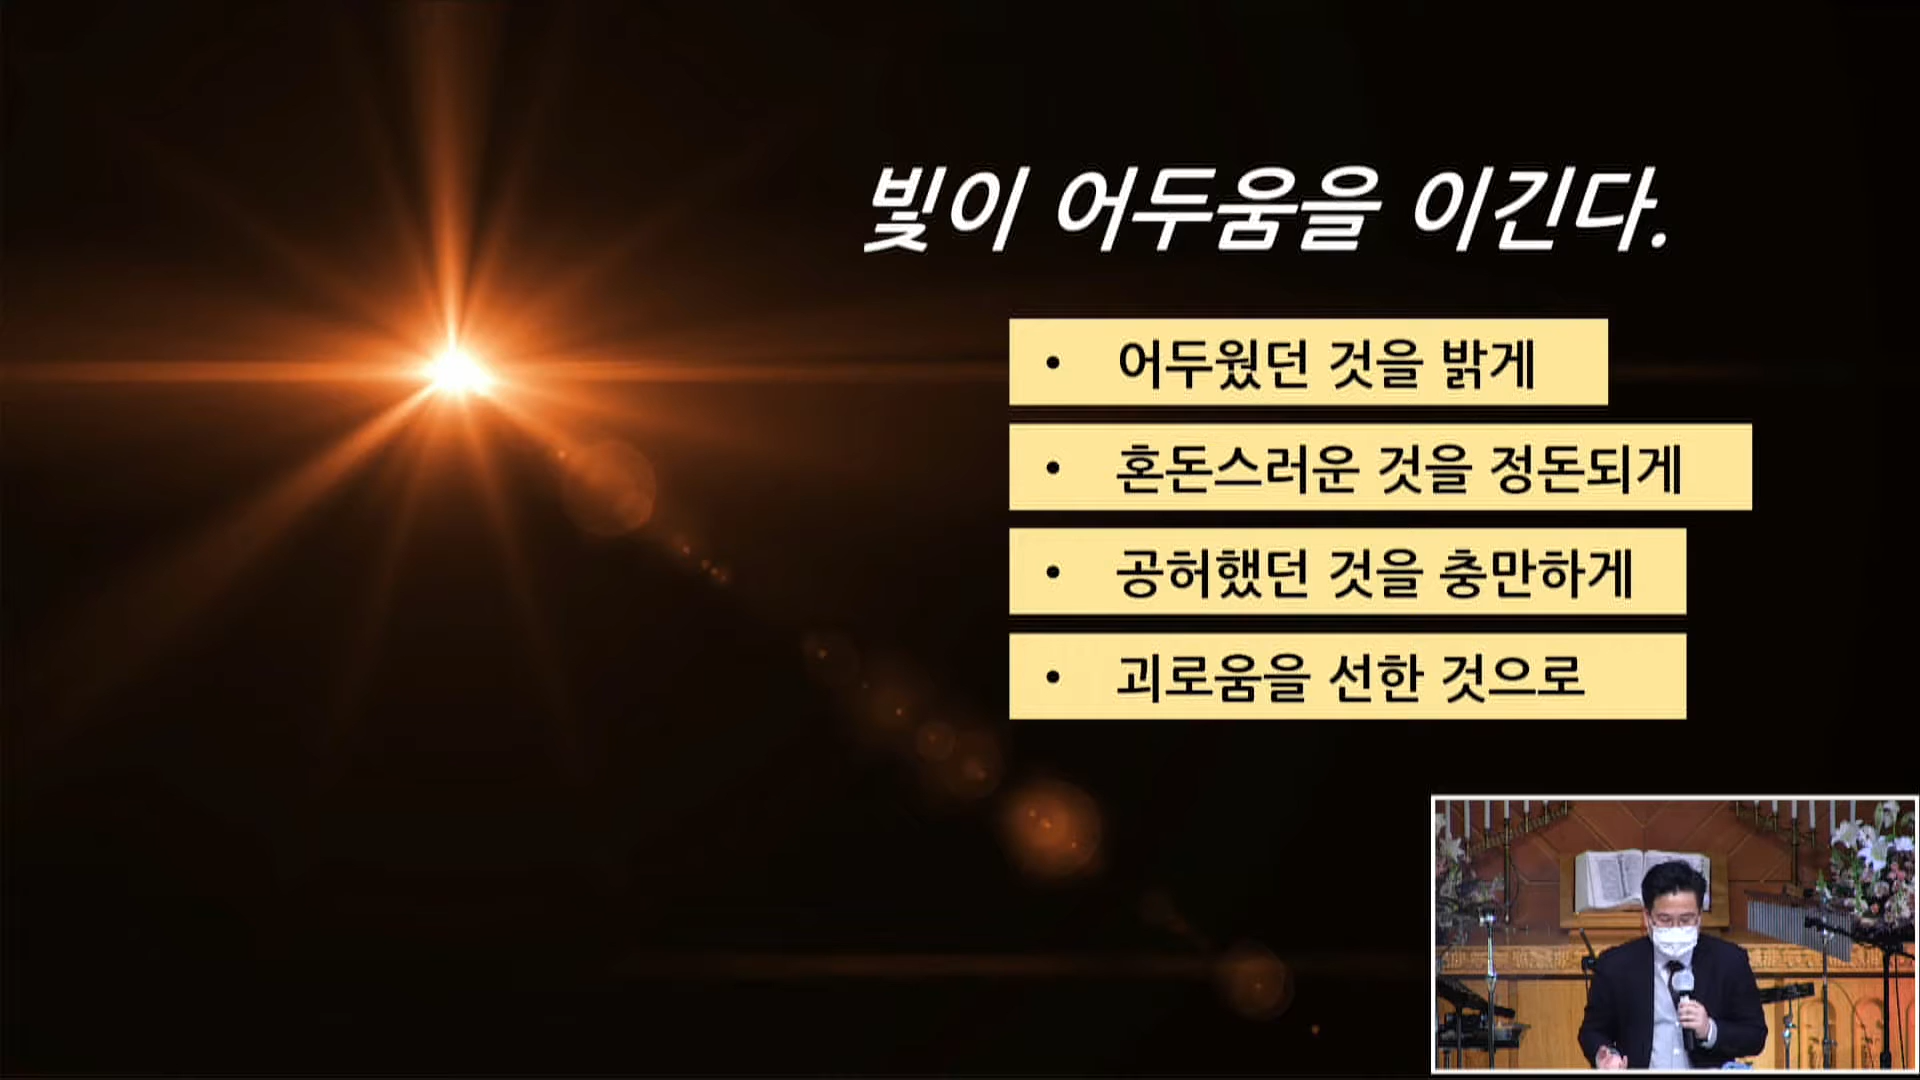 빛이 어두움을 이긴다.
• 어두웠던 것을 밝게
• 혼돈스러운 것을 정돈되게
• 공허했던 것을 충만하게
• 괴로움을 선한 것으로